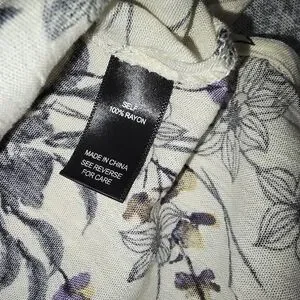 SELF
100% RAYON
MADE IN CHINA
SEE REVERSE
FOR CARE